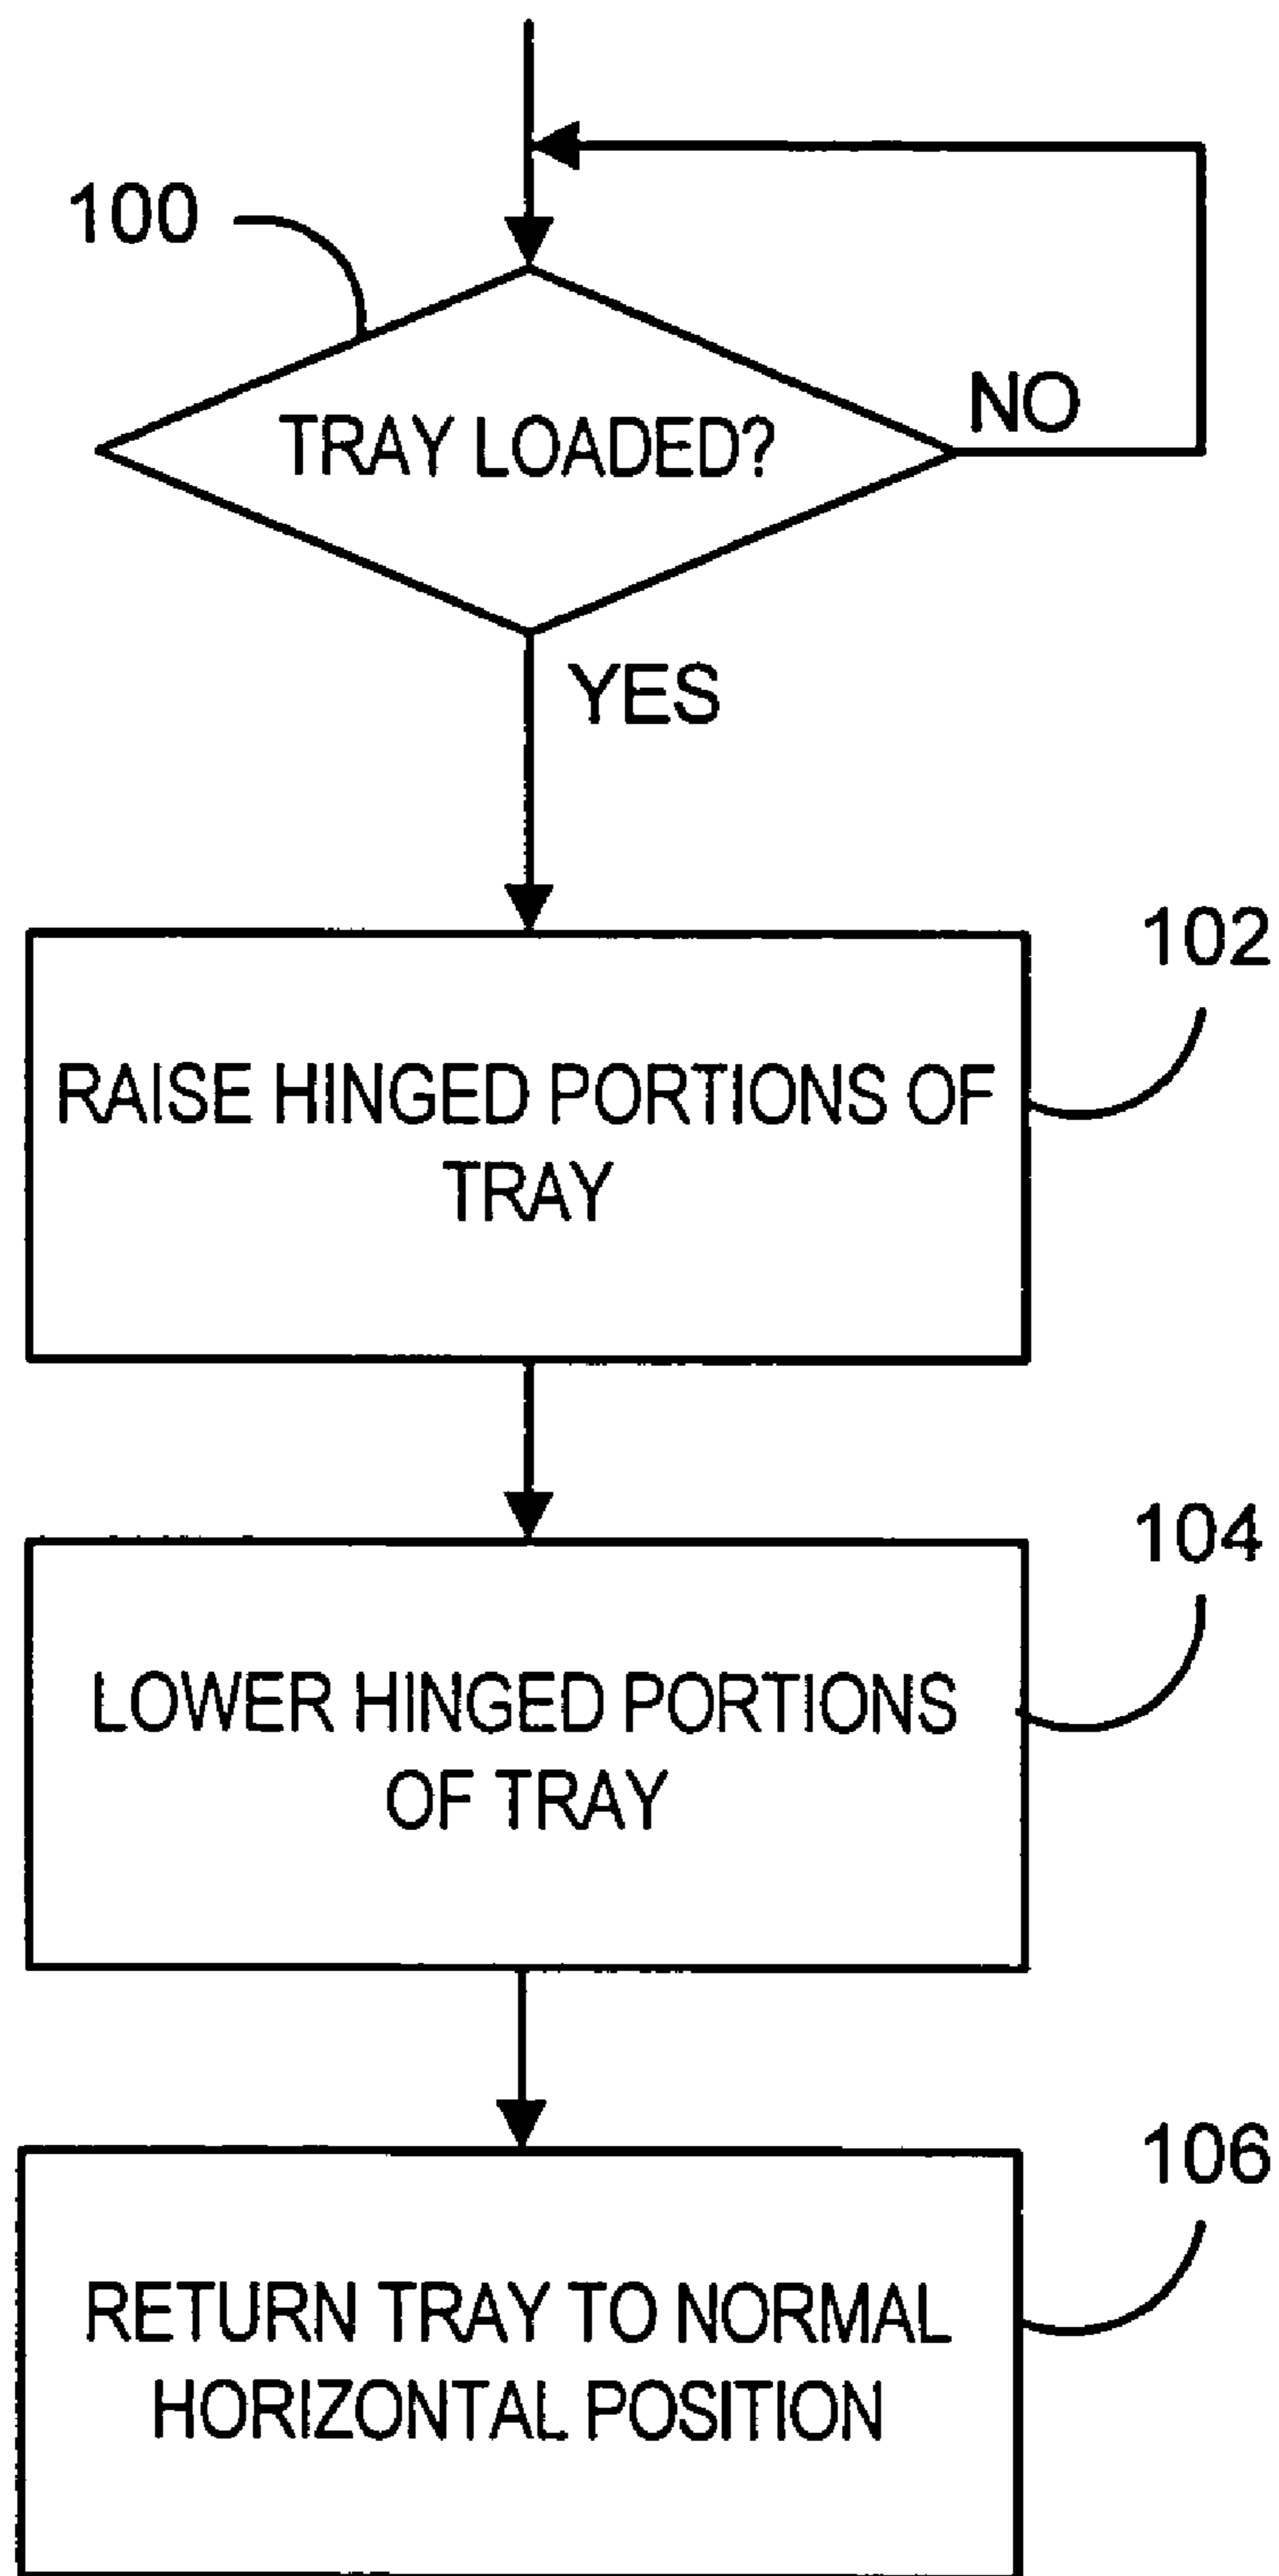 100
TRAY LOADED?
NO
YES
102
RAISE HINGED PORTIONS OF
TRAY
104
LOWER HINGED PORTIONS
OF TRAY
106
RETURN TRAY TO NORMAL
HORIZONTAL POSITION